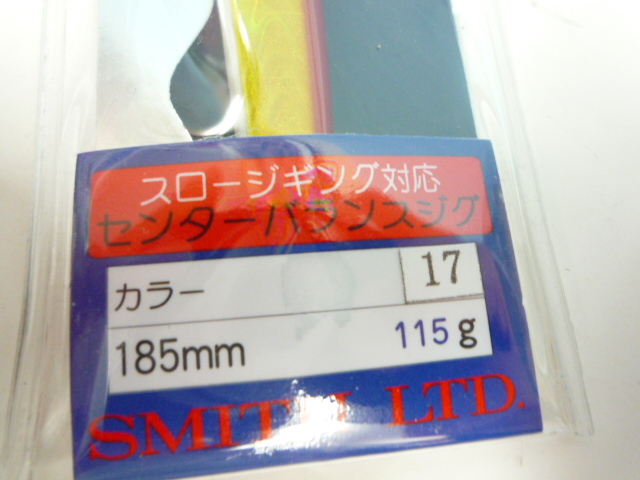 スロージギング対応
センターバランスジグ
カラー 17
185mm 115g
SMITH LTD.